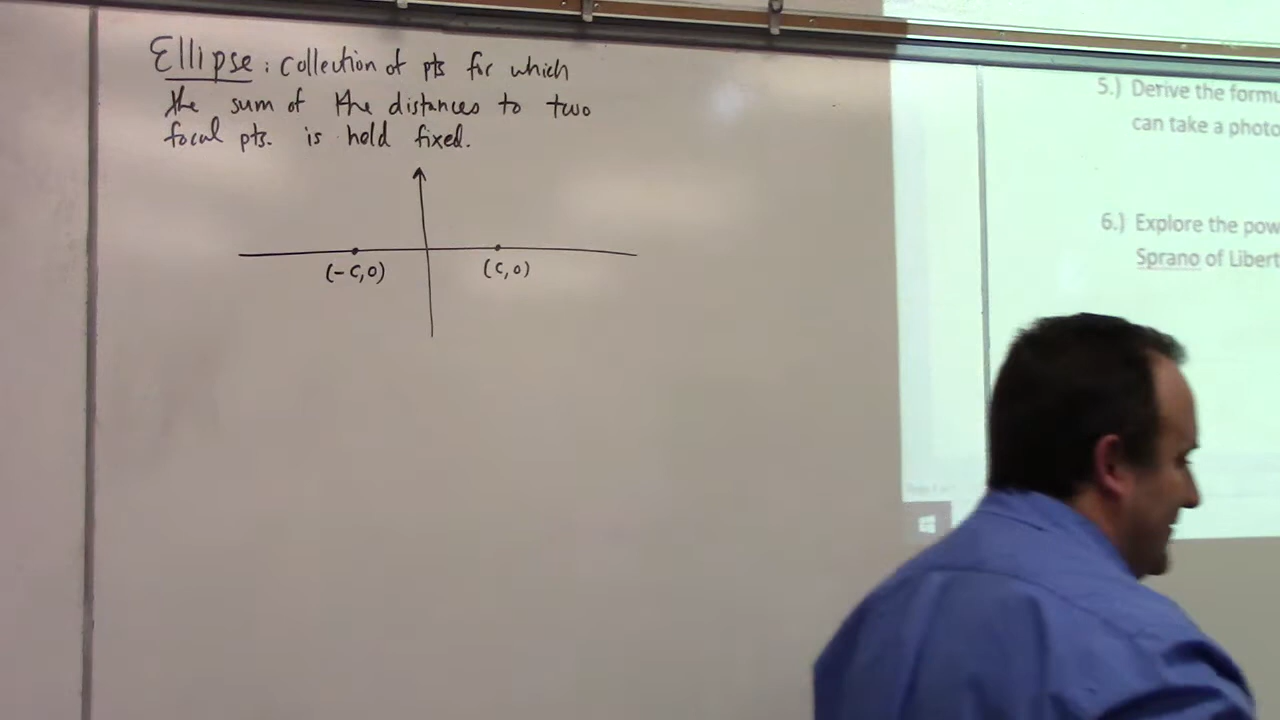 Ellipse: collection of pts for which
the sum of the distances to two
focal pts. is held fixed.
(-c,0) (c,0)
5.) Derive the formu
can take a photo
6.) Explore the pow
Sprano of Libert